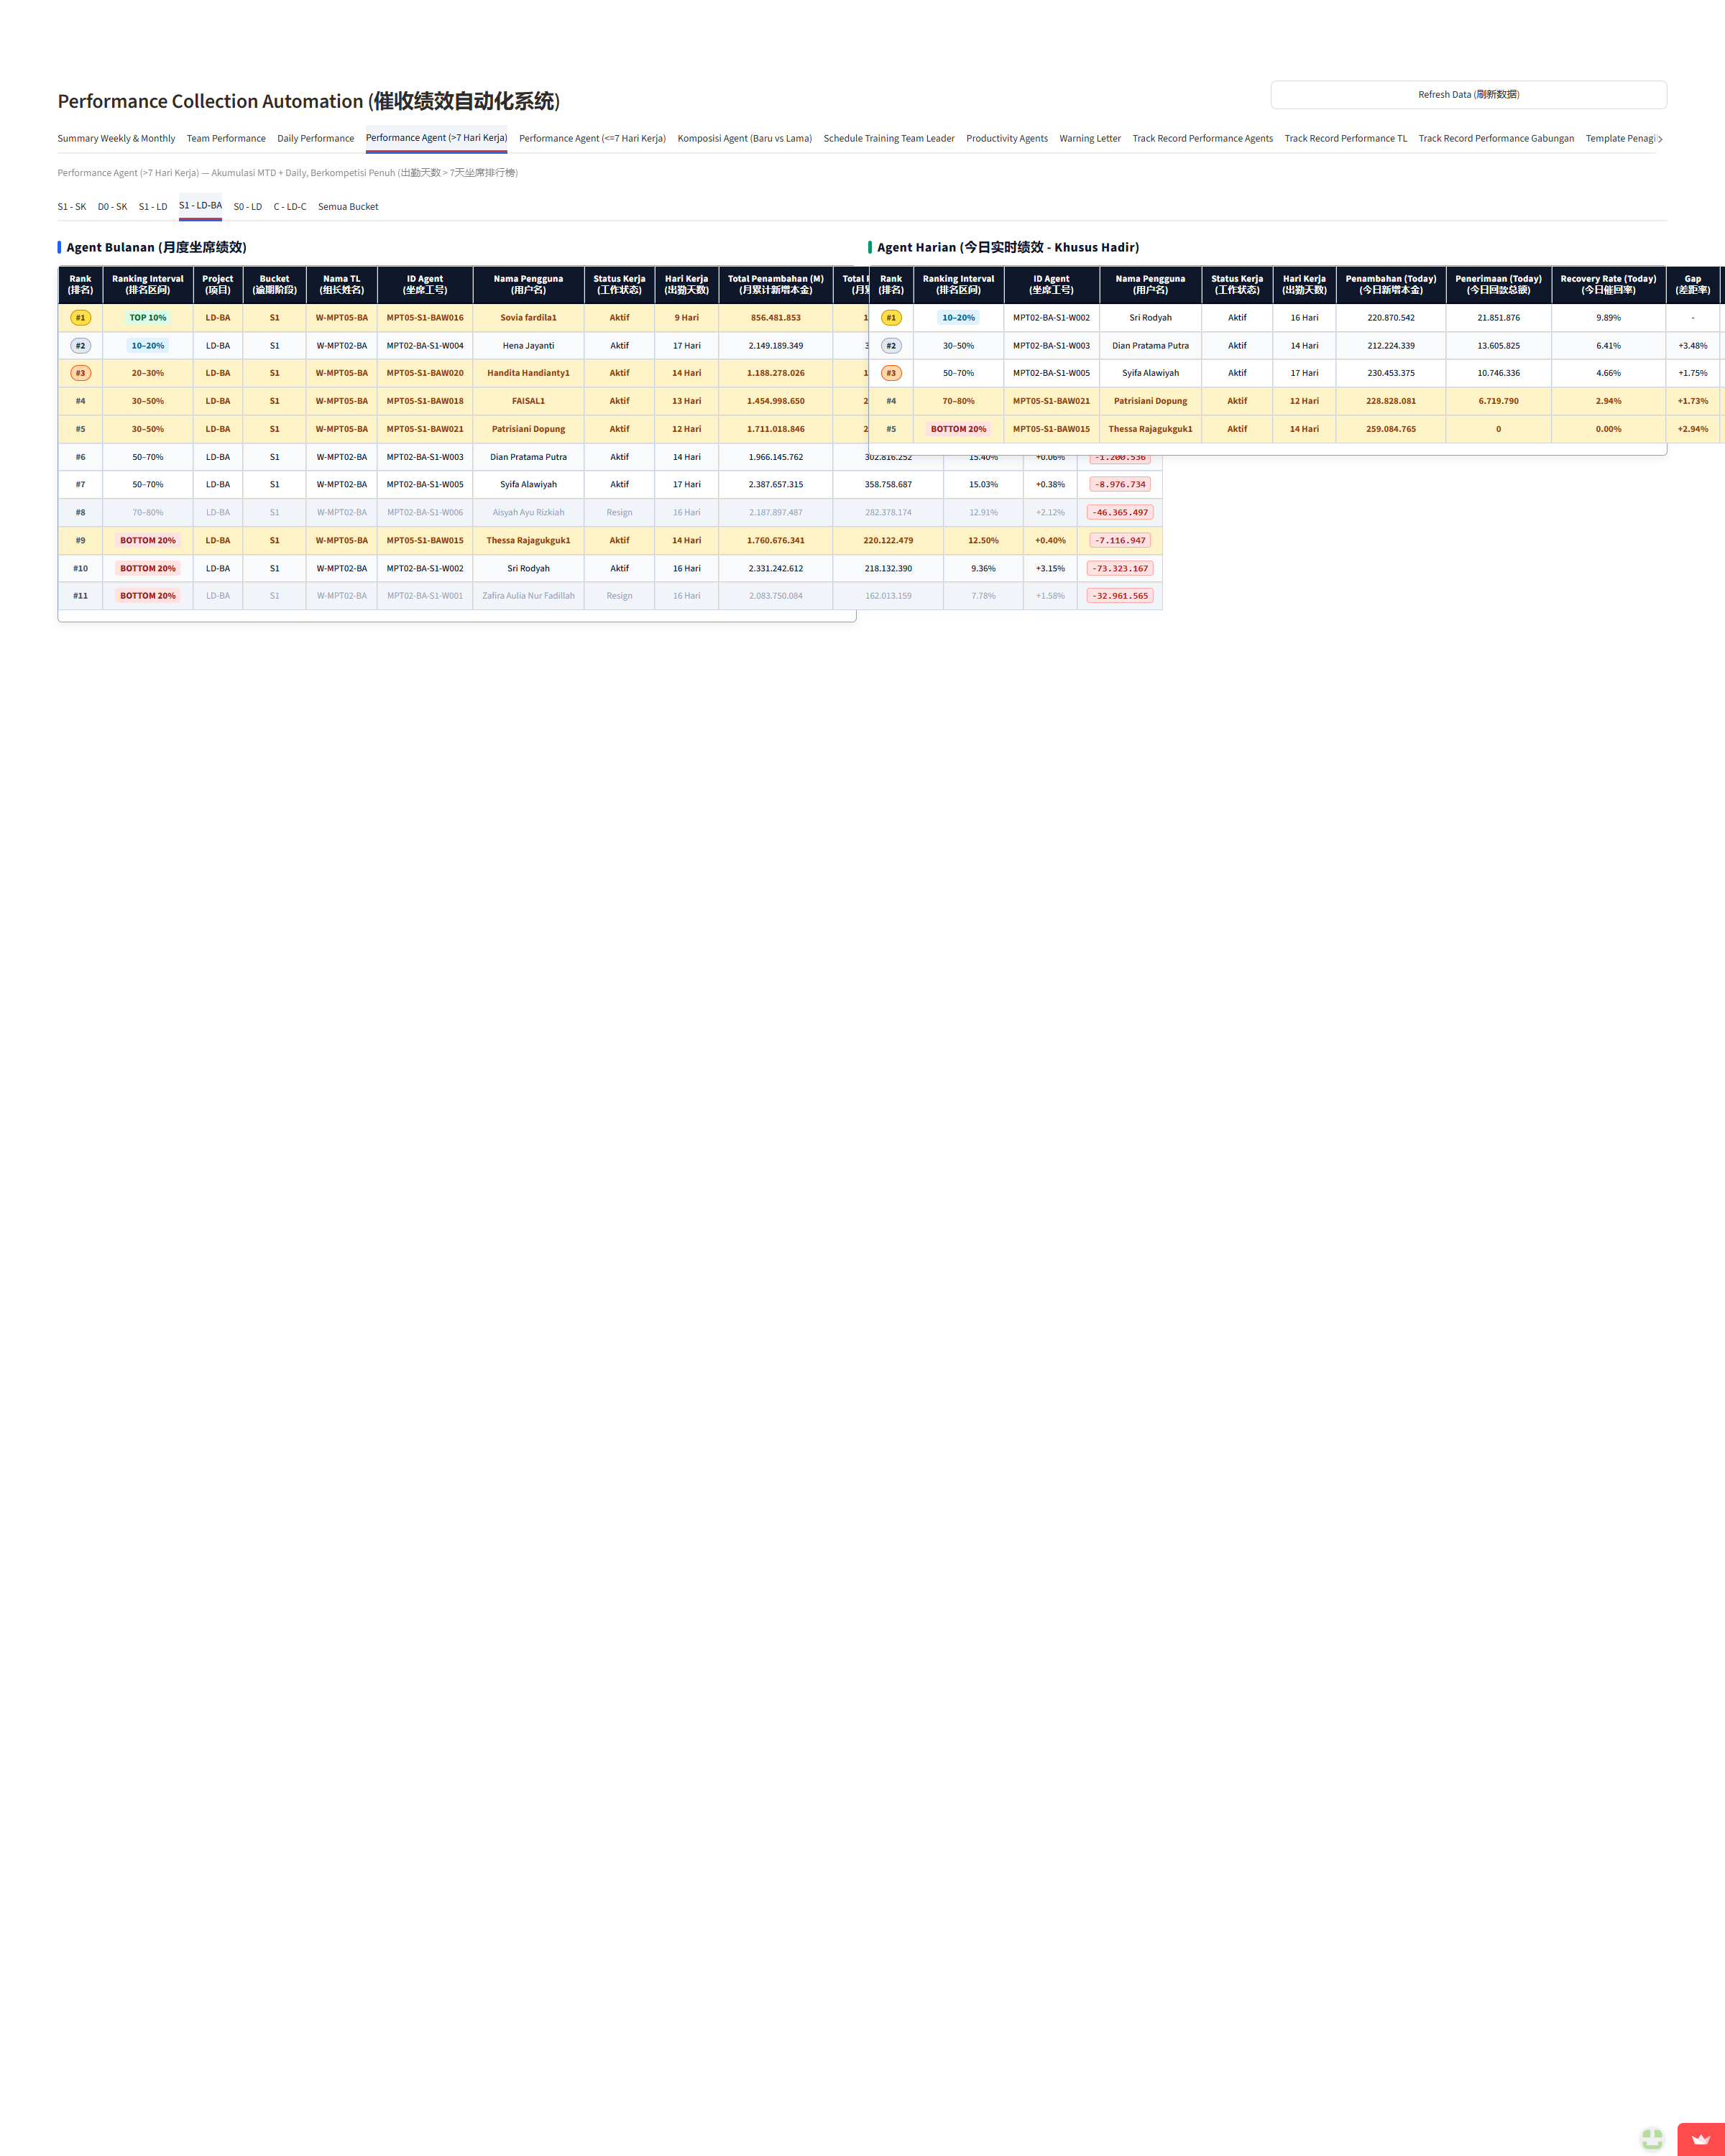 Performance Collection Automation (催收绩效自动化系统)
Refresh Data (刷新数据)
Summary Weekly & Monthly Team Performance Daily Performance Performance Agent (>7 Hari Kerja) Performance Agent (<=7 Hari Kerja) Komposisi Agent (Baru vs Lama) Schedule Training Team Leader Productivity Agents Warning Letter Track Record Performance Agents Track Record Performance TL Track Record Performance Gabungan Template Penagi
Performance Agent (>7 Hari Kerja) — Akumulasi MTD + Daily, Berkompetisi Penuh (出勤天数 > 7天坐席排行榜)
S1 - SK D0 - SK S1 - LD S1 - LD-BA S0 - LD C - LD-C Semua Bucket
Agent Bulanan (月度坐席绩效)
Rank Ranking Interval Project Bucket Nama TL ID Agent Nama Pengguna Status Kerja Hari Kerja Total Penambahan (M) Total
(排名) (排名区间) (项目) (逾期阶段) (组长姓名) (坐席工号) (用户名) (工作状态) (出勤天数) (月累计新增本金) (月
#1 TOP 10% LD-BA S1 W-MPT05-BA MPT05-S1-BAW016 Sovia fardila1 Aktif 9 Hari 856.481.853 1
#2 10–20% LD-BA S1 W-MPT02-BA MPT02-BA-S1-W004 Hena Jayanti Aktif 17 Hari 2.149.189.349 3
#3 20–30% LD-BA S1 W-MPT05-BA MPT05-S1-BAW020 Handita Handianty1 Aktif 14 Hari 1.188.278.026 1
#4 30–50% LD-BA S1 W-MPT05-BA MPT05-S1-BAW018 FAISAL1 Aktif 13 Hari 1.454.998.650 2
#5 30–50% LD-BA S1 W-MPT05-BA MPT05-S1-BAW021 Patrisiani Dopung Aktif 12 Hari 1.711.018.846 2
#6 50–70% LD-BA S1 W-MPT02-BA MPT02-BA-S1-W003 Dian Pratama Putra Aktif 14 Hari 1.966.145.762 302.816.252 15.40% +0.06% -1.200.536
#7 50–70% LD-BA S1 W-MPT02-BA MPT02-BA-S1-W005 Syifa Alawiyah Aktif 17 Hari 2.387.657.315 358.758.687 15.03% +0.38% -8.976.734
#8 70–80% LD-BA S1 W-MPT02-BA MPT02-BA-S1-W006 Aisyah Ayu Rizkiah Resign 16 Hari 2.187.897.487 282.378.174 12.91% +2.12% -46.365.497
#9 BOTTOM 20% LD-BA S1 W-MPT05-BA MPT05-S1-BAW015 Thessa Rajagukguk1 Aktif 14 Hari 1.760.676.341 220.122.479 12.50% +0.40% -7.116.947
#10 BOTTOM 20% LD-BA S1 W-MPT02-BA MPT02-BA-S1-W002 Sri Rodyah Aktif 16 Hari 2.331.242.612 218.132.390 9.36% +3.15% -73.323.167
#11 BOTTOM 20% LD-BA S1 W-MPT02-BA MPT02-BA-S1-W001 Zafira Aulia Nur Fadillah Resign 16 Hari 2.083.750.084 162.013.159 7.78% +1.58% -32.961.565
Agent Harian (今日实时绩效 - Khusus Hadir)
Rank Ranking Interval ID Agent Nama Pengguna Status Kerja Hari Kerja Penambahan (Today) Penerimaan (Today) Recovery Rate (Today) Gap
(排名) (排名区间) (坐席工号) (用户名) (工作状态) (出勤天数) (今日新增本金) (今日回款总额) (今日催回率) (差距率)
#1 10–20% MPT02-BA-S1-W002 Sri Rodyah Aktif 16 Hari 220.870.542 21.851.876 9.89% -
#2 30–50% MPT02-BA-S1-W003 Dian Pratama Putra Aktif 14 Hari 212.224.339 13.605.825 6.41% +3.48%
#3 50–70% MPT02-BA-S1-W005 Syifa Alawiyah Aktif 17 Hari 230.453.375 10.746.336 4.66% +1.75%
#4 70–80% MPT05-S1-BAW021 Patrisiani Dopung Aktif 12 Hari 228.828.081 6.719.790 2.94% +1.73%
#5 BOTTOM 20% MPT05-S1-BAW015 Thessa Rajagukguk1 Aktif 14 Hari 259.084.765 0 0.00% +2.94%